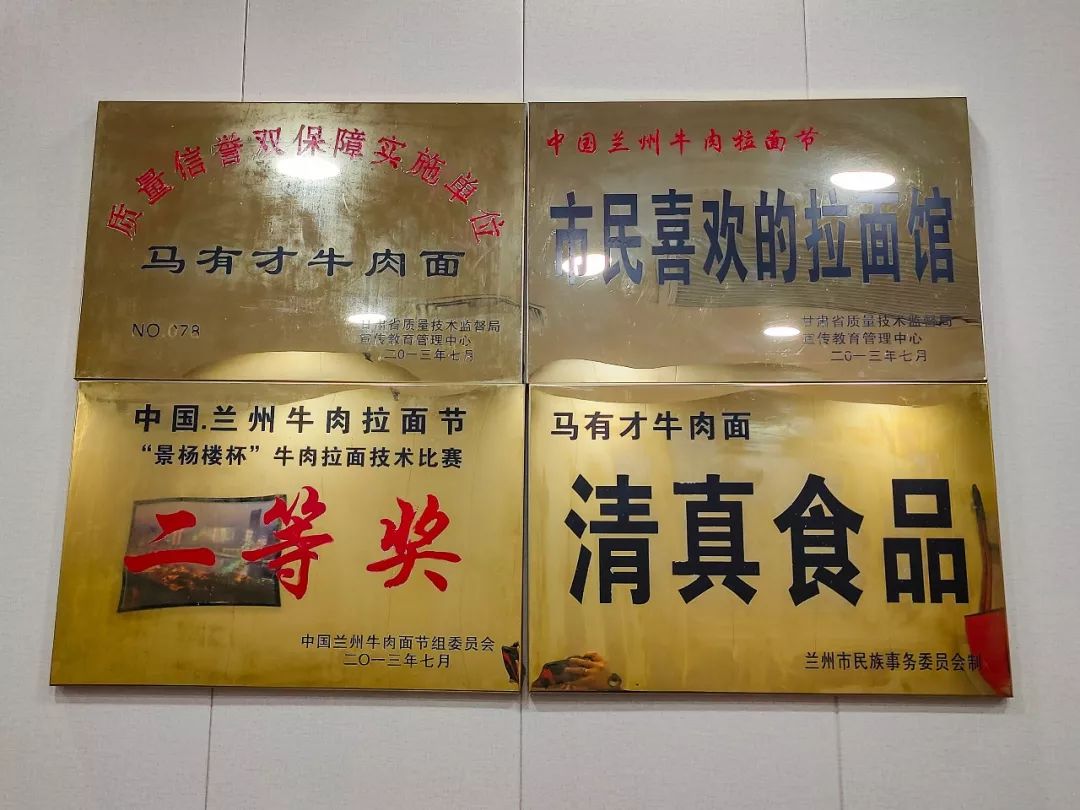 质量信誉双保障实施单位
马有才牛肉面
NO.078
甘肃省质量技术监督局
宣传教育管理中心
二〇一三年七月
中国兰州牛肉拉面节
市民喜欢的拉面馆
甘肃省质量技术监督局
宣传教育管理中心
二〇一三年七月
中国.兰州牛肉拉面节
“景杨楼杯”牛肉拉面技术比赛
二等奖
中国兰州牛肉面节组委员会
二〇一三年七月
马有才牛肉面
清真食品
兰州市民族事务委员会制